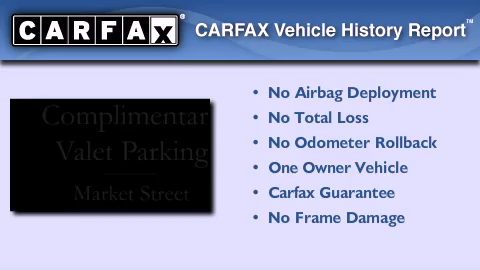 CARFAX®
CARFAX Vehicle History Report™
Complimentar
Valet Parking
Market Street
• No Airbag Deployment
• No Total Loss
• No Odometer Rollback
• One Owner Vehicle
• Carfax Guarantee
• No Frame Damage